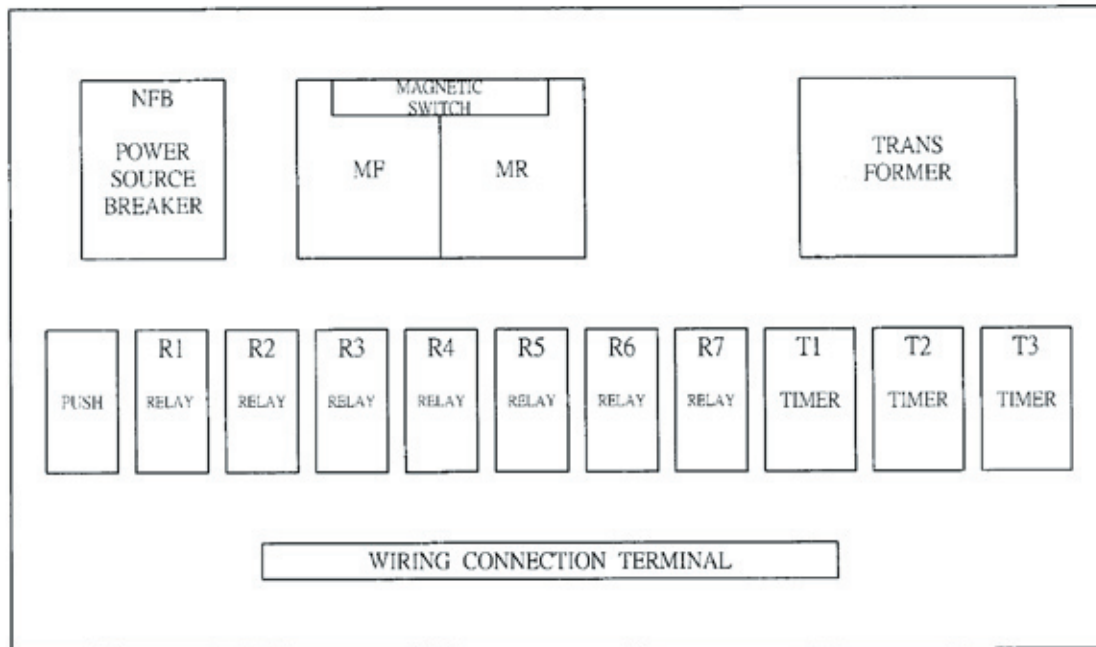 NFB
POWER
SOURCE
BREAKER
MAGNETIC
SWITCH
MF MR
TRANS
FORMER
PUSH
R1
RELAY
R2
RELAY
R3
RELAY
R4
RELAY
R5
RELAY
R6
RELAY
R7
RELAY
T1
TIMER
T2
TIMER
T3
TIMER
WIRING CONNECTION TERMINAL